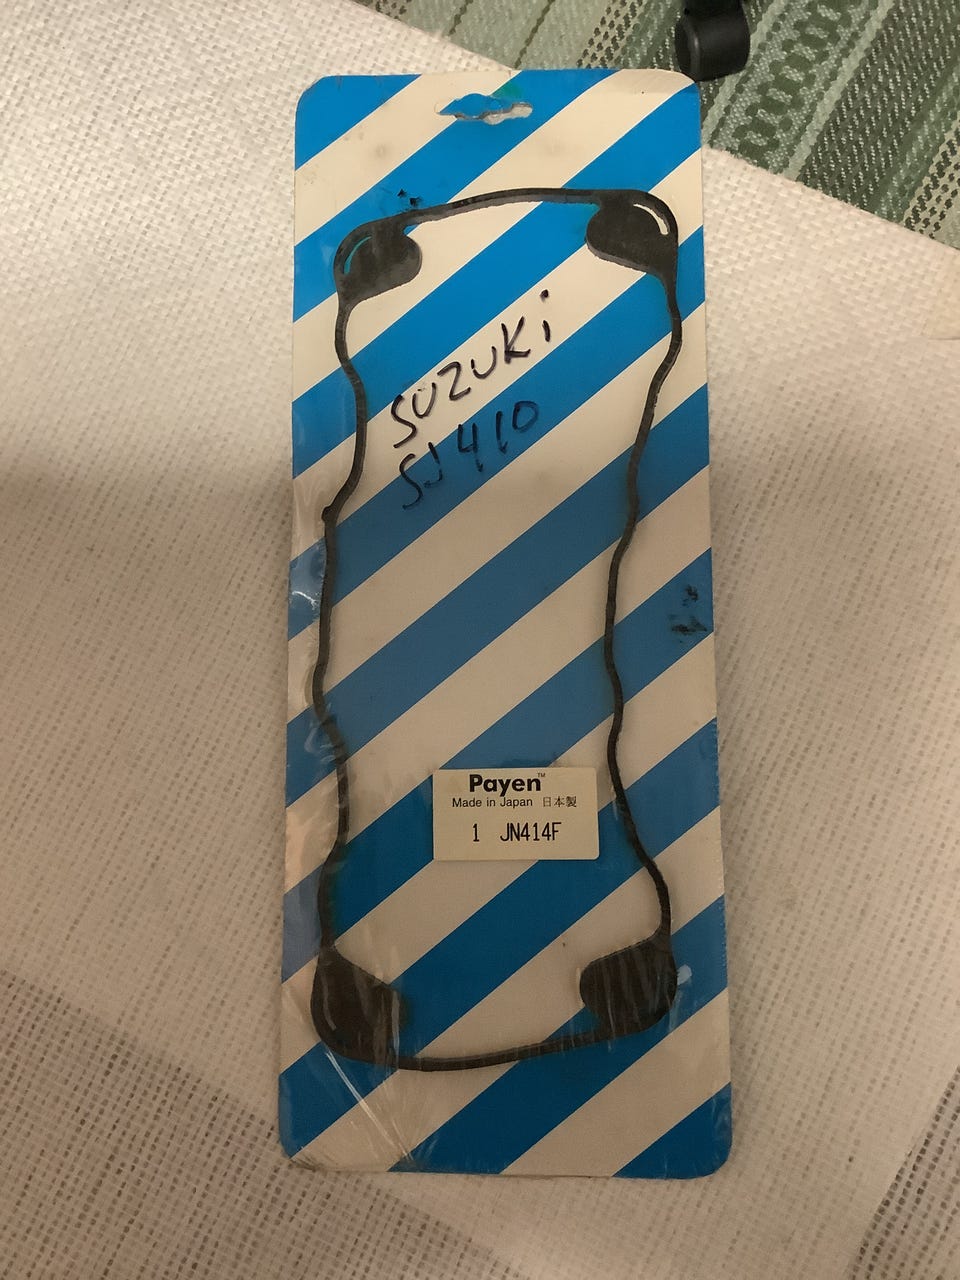 SUZUKi
SJ410
Payen™
Made in Japan 日本製
1 JN414F